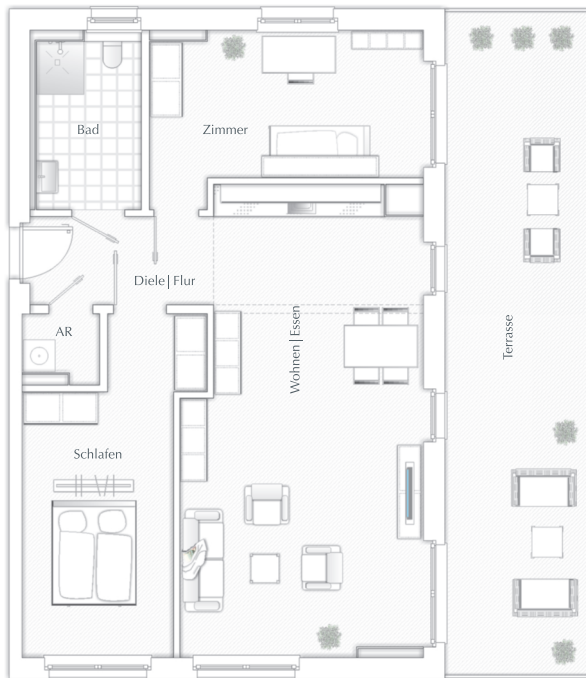 Bad
Zimmer
Diele|Flur
AR
Wohnen|Essen
Terrasse
Schlafen